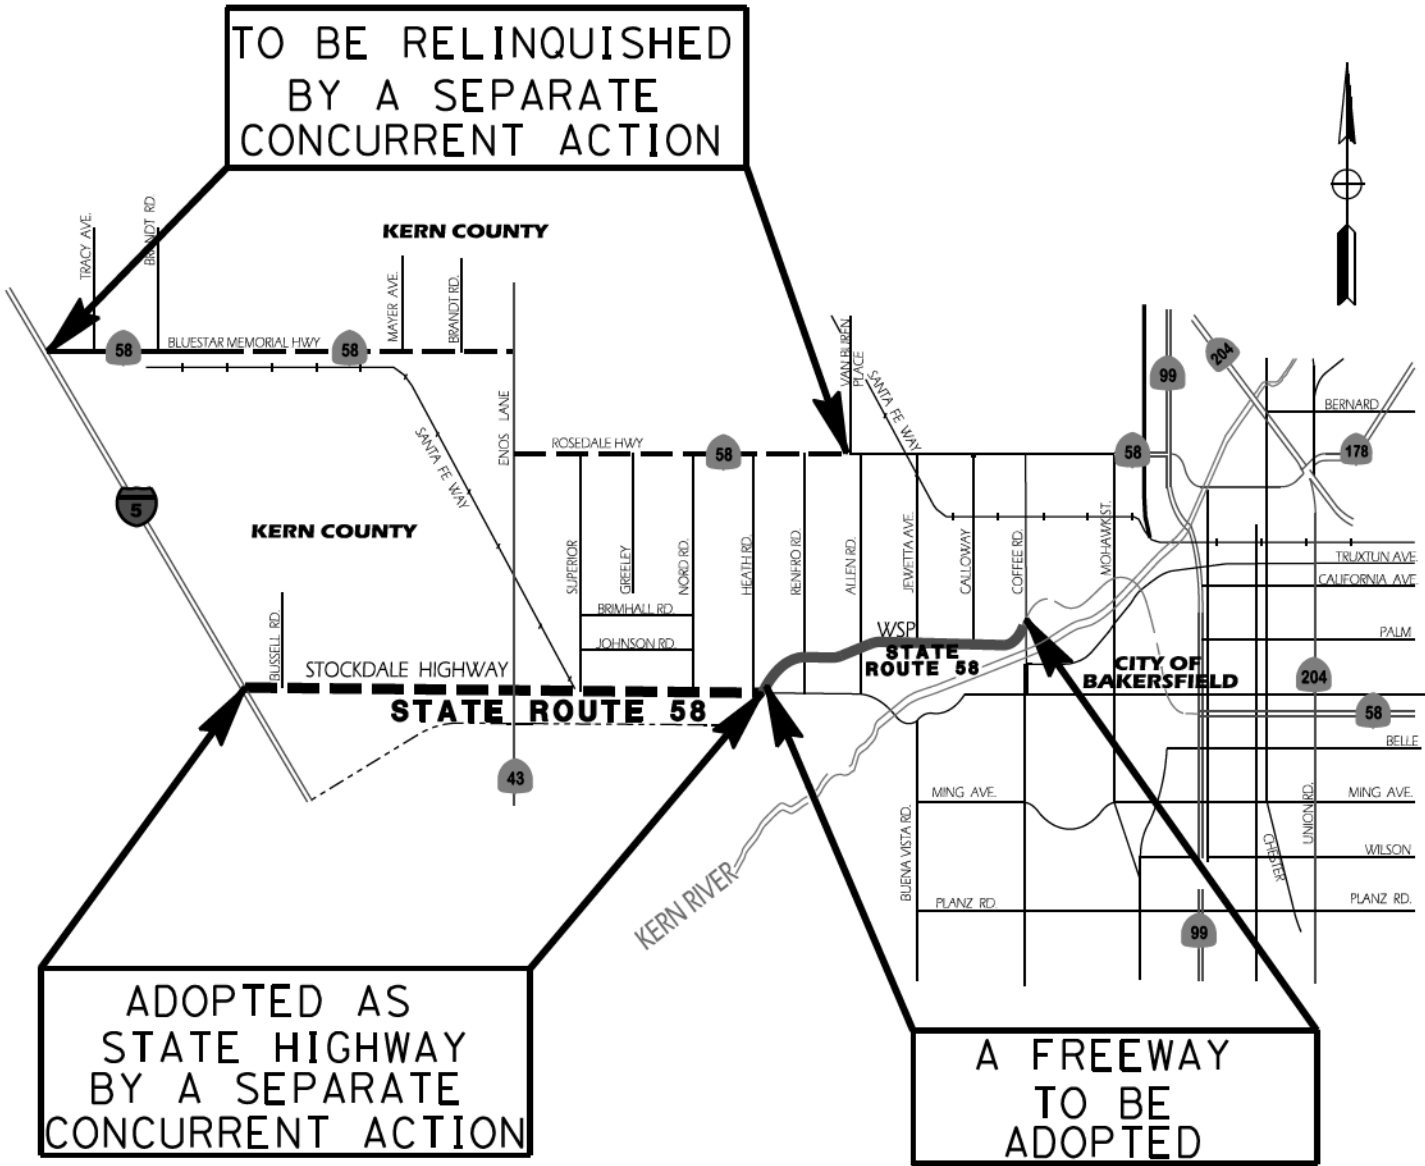 TO BE RELINQUISHED
BY A SEPARATE
CONCURRENT ACTION
KERN COUNTY
TRACY AVE.
BRANDT RD.
MAYER AVE.
BRANDT RD.
58
BLUESTAR MEMORIAL HWY
58
VAN BUREN
PLACE
SANTA FE WAY
99
204
BERNARD
178
ENOS LANE
ROSEDALE HWY
58
58
SANTA FE WAY
5
KERN COUNTY
SUPERIOR
GREELEY
NORD RD.
HEATH RD.
RENFRO RD.
ALLEN RD.
JEWETTA AVE.
CALLOWAY
COFFEE RD.
MOHAWK ST.
TRUXTUN AVE
CALIFORNIA AVE
BRIMHALL RD.
JOHNSON RD.
BUSSELL RD.
STOCKDALE HIGHWAY
STATE ROUTE 58
WSP
STATE
ROUTE 58
PALM
CITY OF
BAKERSFIELD
204
58
BELLE
43
MING AVE.
MING AVE.
BUENA VISTA RD.
UNION RD.
CHESTER
WILSON
KERN RIVER
PLANZ RD.
PLANZ RD.
99
ADOPTED AS
STATE HIGHWAY
BY A SEPARATE
CONCURRENT ACTION
A FREEWAY
TO BE
ADOPTED